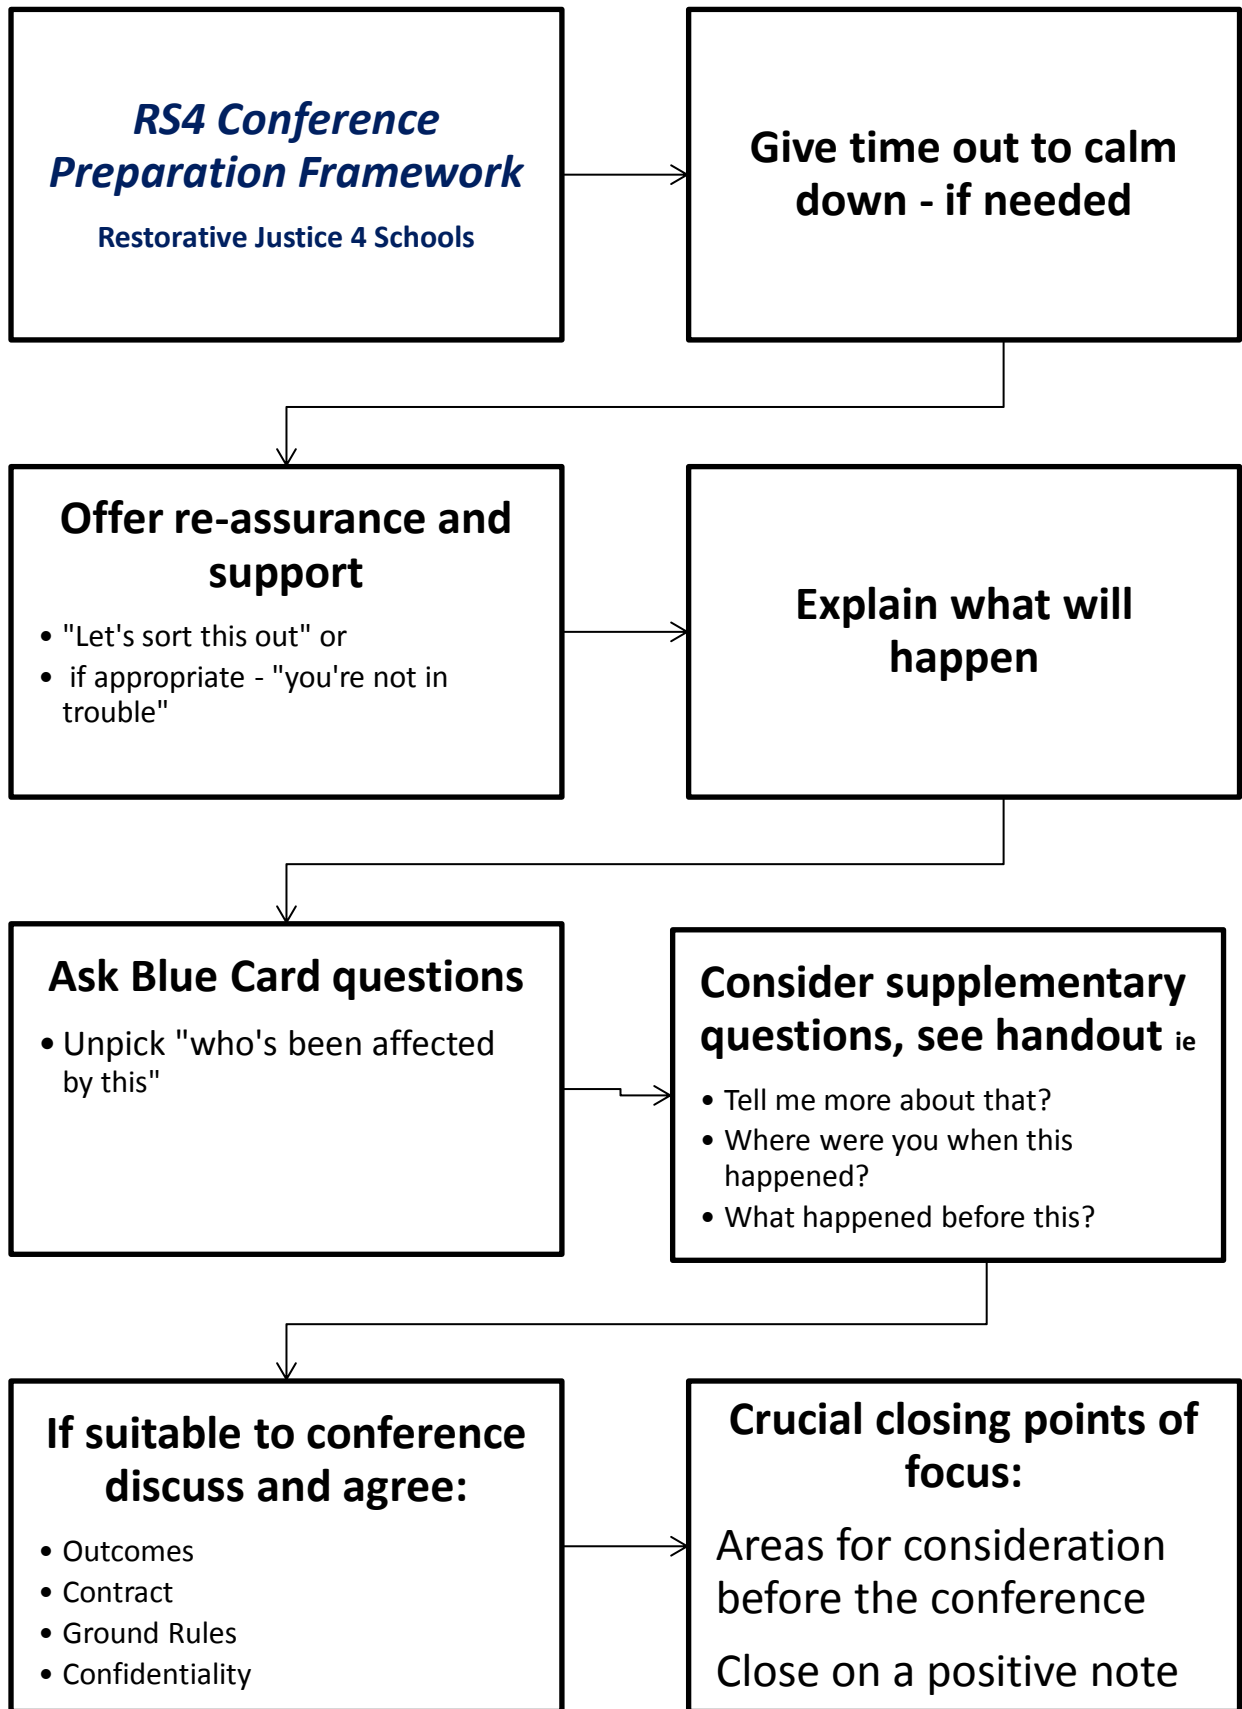 RS4 Conference
Preparation Framework
Restorative Justice 4 Schools
Give time out to calm
down - if needed
Offer re-assurance and
support
• "Let's sort this out" or
• if appropriate - "you're not in
trouble"
Explain what will
happen
Ask Blue Card questions
• Unpick "who's been affected
by this"
Consider supplementary
questions, see handout ie
• Tell me more about that?
• Where were you when this
happened?
• What happened before this?
If suitable to conference
discuss and agree:
• Outcomes
• Contract
• Ground Rules
• Confidentiality
Crucial closing points of
focus:
Areas for consideration
before the conference
Close on a positive note